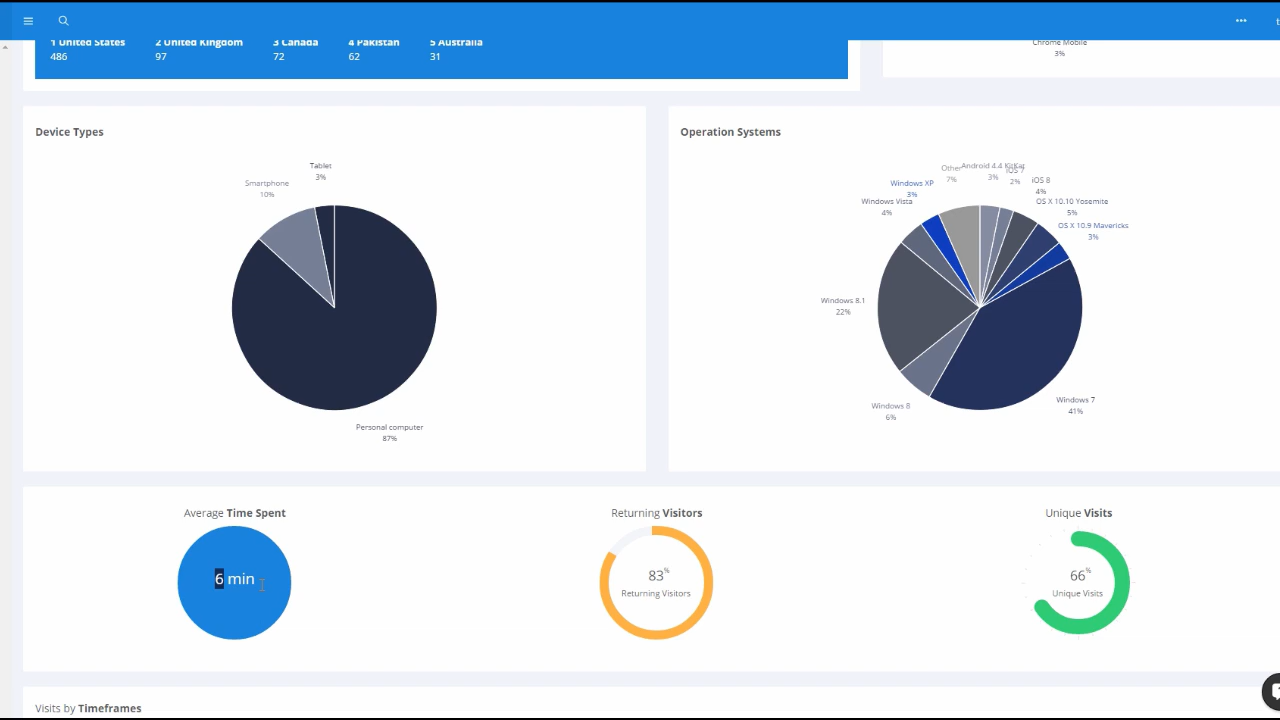 1 United States 2 United Kingdom 3 Canada 4 Pakistan 5 Australia
486 97 72 62 31
Chrome Mobile
3%
Device Types
Tablet
3%
Smartphone
10%
Personal computer
87%
Operation Systems
Other
7%
Android 4.4 KitKat
3%
iOS 7
2%
iOS 8
4%
Windows XP
3%
Windows Vista
4%
OS X 10.10 Yosemite
5%
OS X 10.9 Mavericks
3%
Windows 8.1
22%
Windows 8
6%
Windows 7
41%
Average Time Spent
6 min
Returning Visitors
83%
Returning Visitors
Unique Visits
66%
Unique Visits
Visits by Timeframes